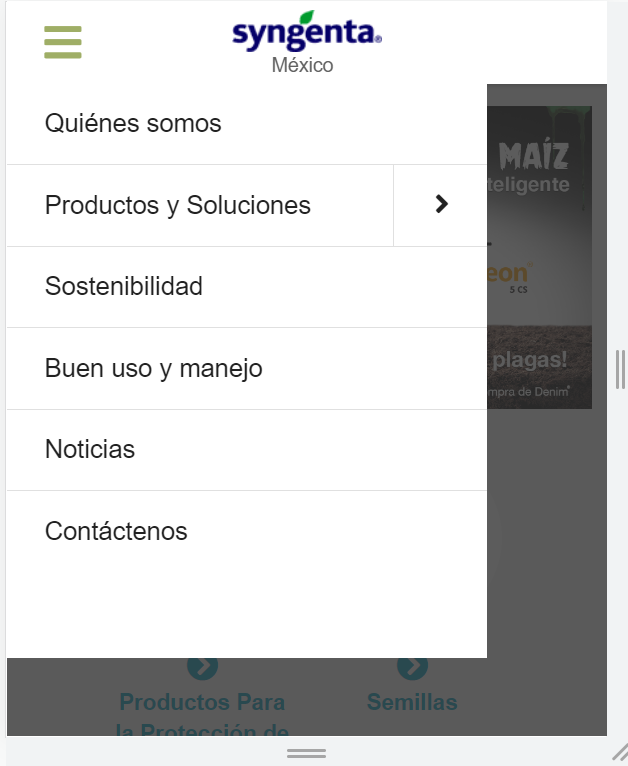 syngenta®
México
Quiénes somos
MAÍZ
teligente
Productos y Soluciones
eon®
5 CS
Sostenibilidad
Buen uso y manejo
plagas!
mpra de Denim®
Noticias
Contáctenos
Productos Para
la Protección de
Semillas